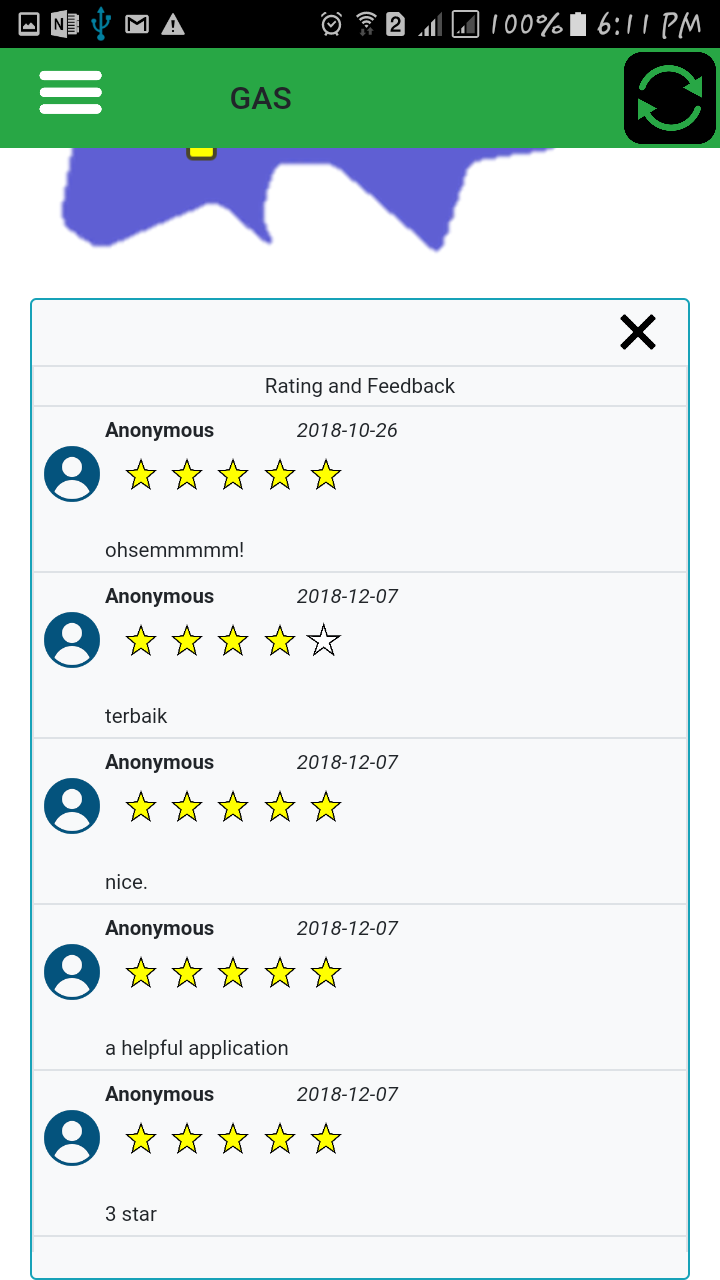 N
2
100%
6:11 PM
GAS
Rating and Feedback
Anonymous 2018-10-26
ohsemmmmm!
Anonymous 2018-12-07
terbaik
Anonymous 2018-12-07
nice.
Anonymous 2018-12-07
a helpful application
Anonymous 2018-12-07
3 star